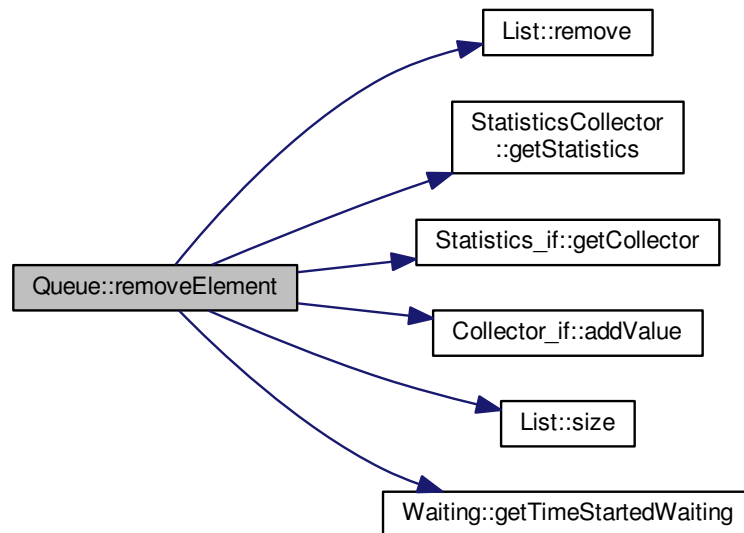 List::remove
StatisticsCollector
::getStatistics
Statistics_if::getCollector
Queue::removeElement
Collector_if::addValue
List::size
Waiting::getTimeStartedWaiting